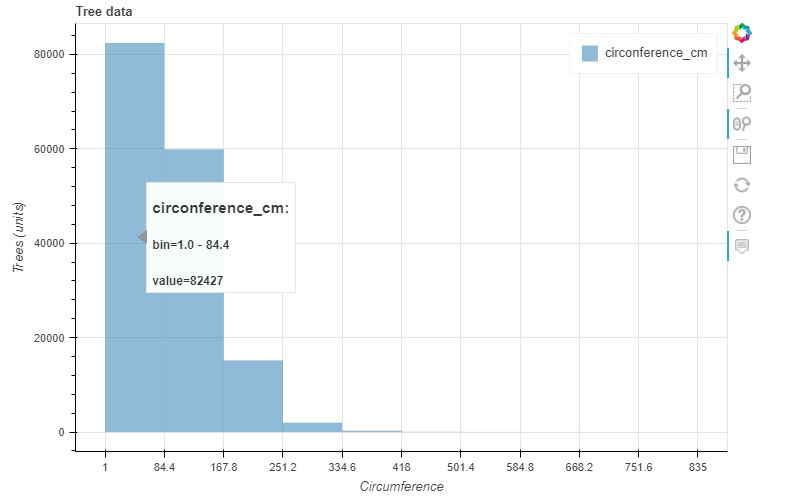 Tree data
circonference_cm
80000
60000
40000
20000
0
Trees (units)
circonference_cm:
bin=1.0 - 84.4
value=82427
1 84.4 167.8 251.2 334.6 418 501.4 584.8 668.2 751.6 835
Circumference